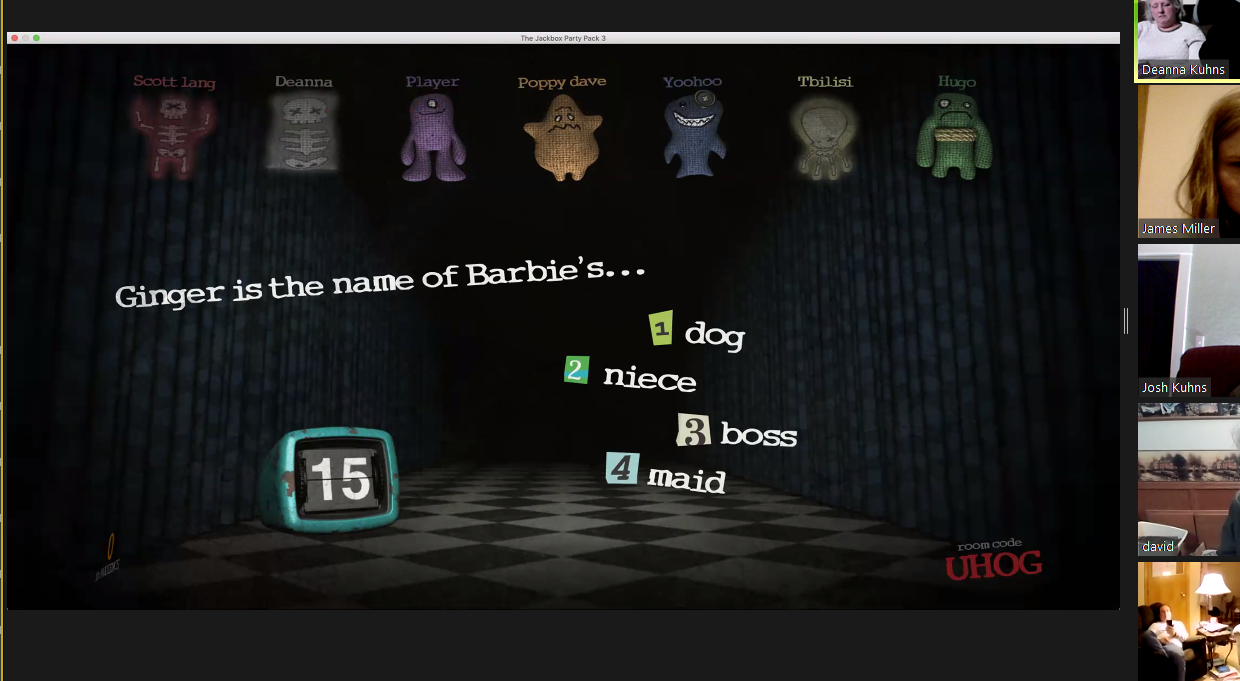 The Jackbox Party Pack 3
Scott lang
Deanna
Player
Poppy dave
Yoohoo
Tbilisi
Hugo
Ginger is the name of Barbie's...
1 dog
2 niece
3 boss
4 maid
15
room code
UHOG
Deanna Kuhns
James Miller
Josh Kuhns
david